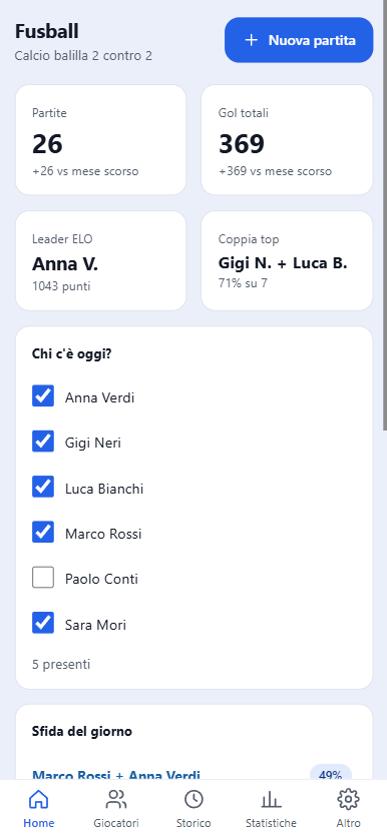 Fusball
Calcio balilla 2 contro 2
Nuova partita
Partite
26
+26 vs mese scorso
Gol totali
369
+369 vs mese scorso
Leader ELO
Anna V.
1043 punti
Coppia top
Gigi N. + Luca B.
71% su 7
Chi c'è oggi?
Anna Verdi
Gigi Neri
Luca Bianchi
Marco Rossi
Paolo Conti
Sara Mori
5 presenti
Sfida del giorno
Marco Rossi + Anna Verdi
49%
Home
Giocatori
Storico
Statistiche
Altro